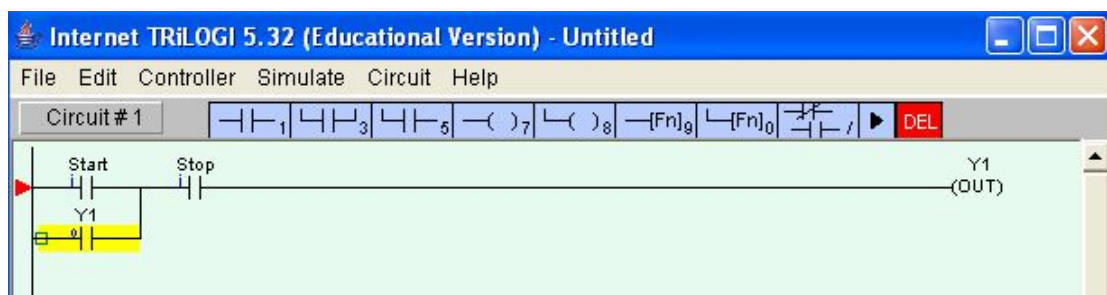 Internet TRiLOGI 5.32 (Educational Version) - Untitled
File Edit Controller Simulate Circuit Help
Circuit # 1 1 3 5 7 8 [Fn]9 [Fn]0 / DEL
Start Stop Y1
i i (OUT)
Y1
o